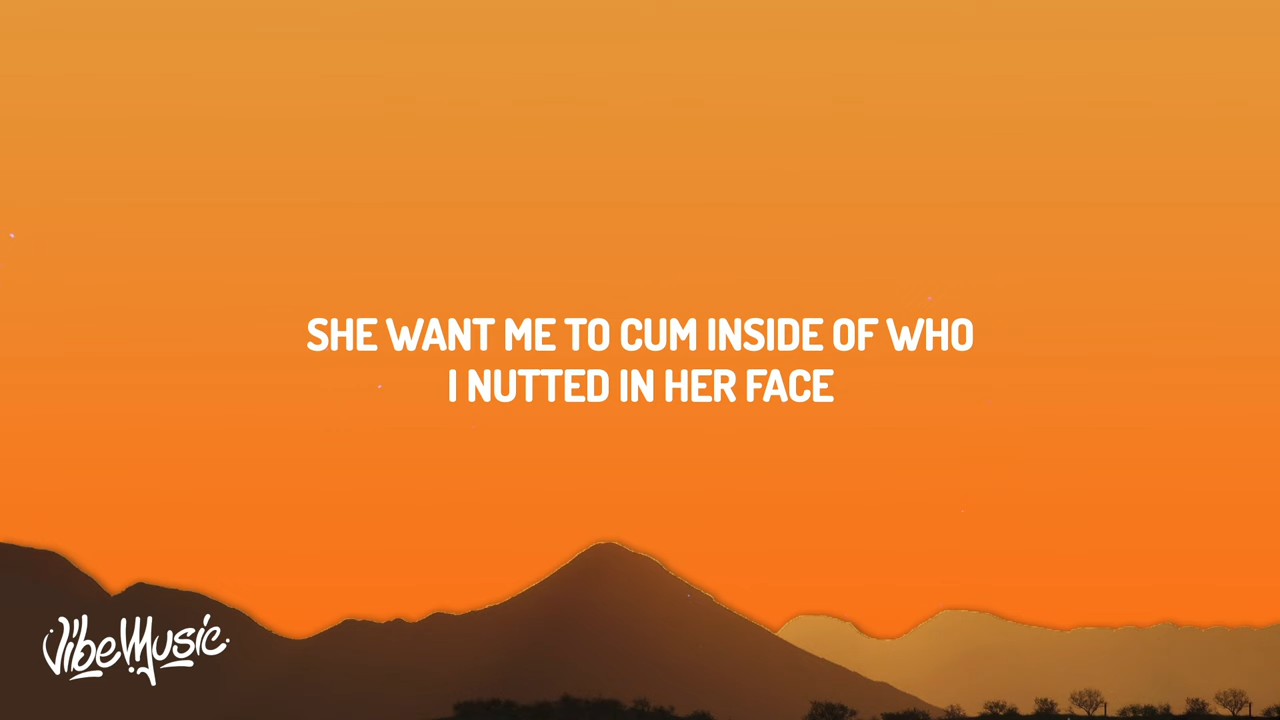 SHE WANT ME TO CUM INSIDE OF WHO
I NUTTED IN HER FACE
VibeMusic